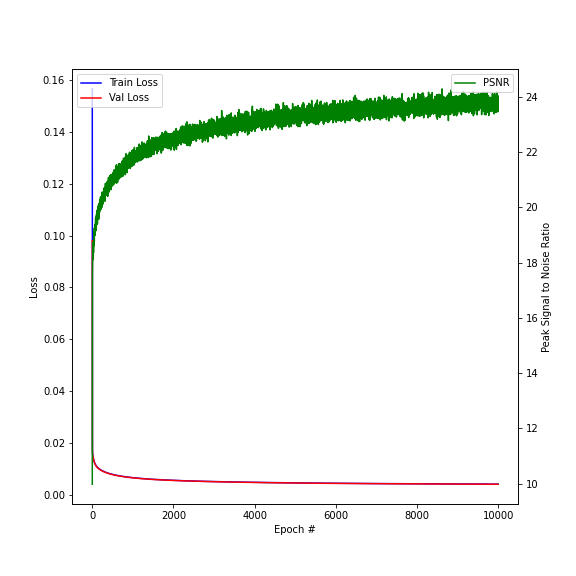 Train Loss
Val Loss
PSNR
0.16
0.14
0.12
0.10
0.08
0.06
0.04
0.02
0.00
Loss
24
22
20
18
16
14
12
10
Peak Signal to Noise Ratio
0 2000 4000 6000 8000 10000
Epoch #